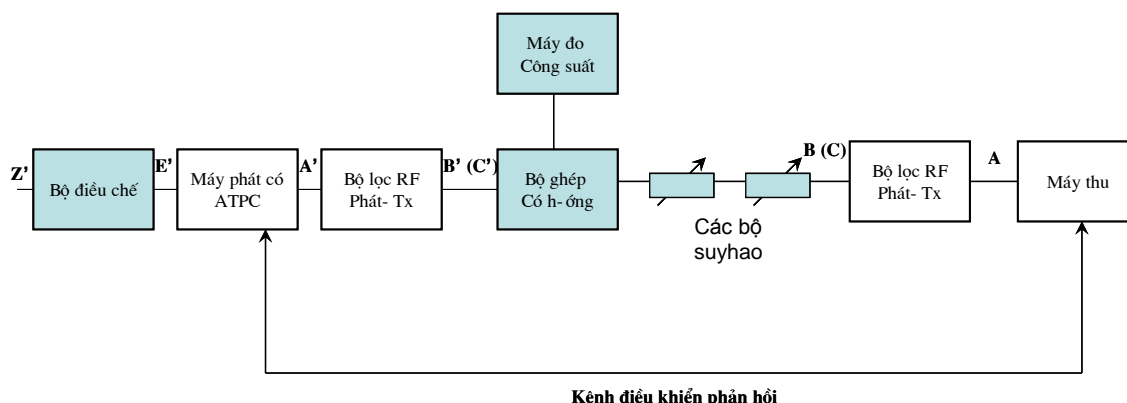 Máy đo
Công suất
Z’
Bộ điều chế
E’
Máy phát có
ATPC
A’
Bộ lọc RF
Phát- Tx
B’ (C’)
Bộ ghép
Có h- ớng
B (C)
Bộ lọc RF
Phát- Tx
A
Máy thu
Các bộ
suyhao
Kênh điều khiển phản hồi